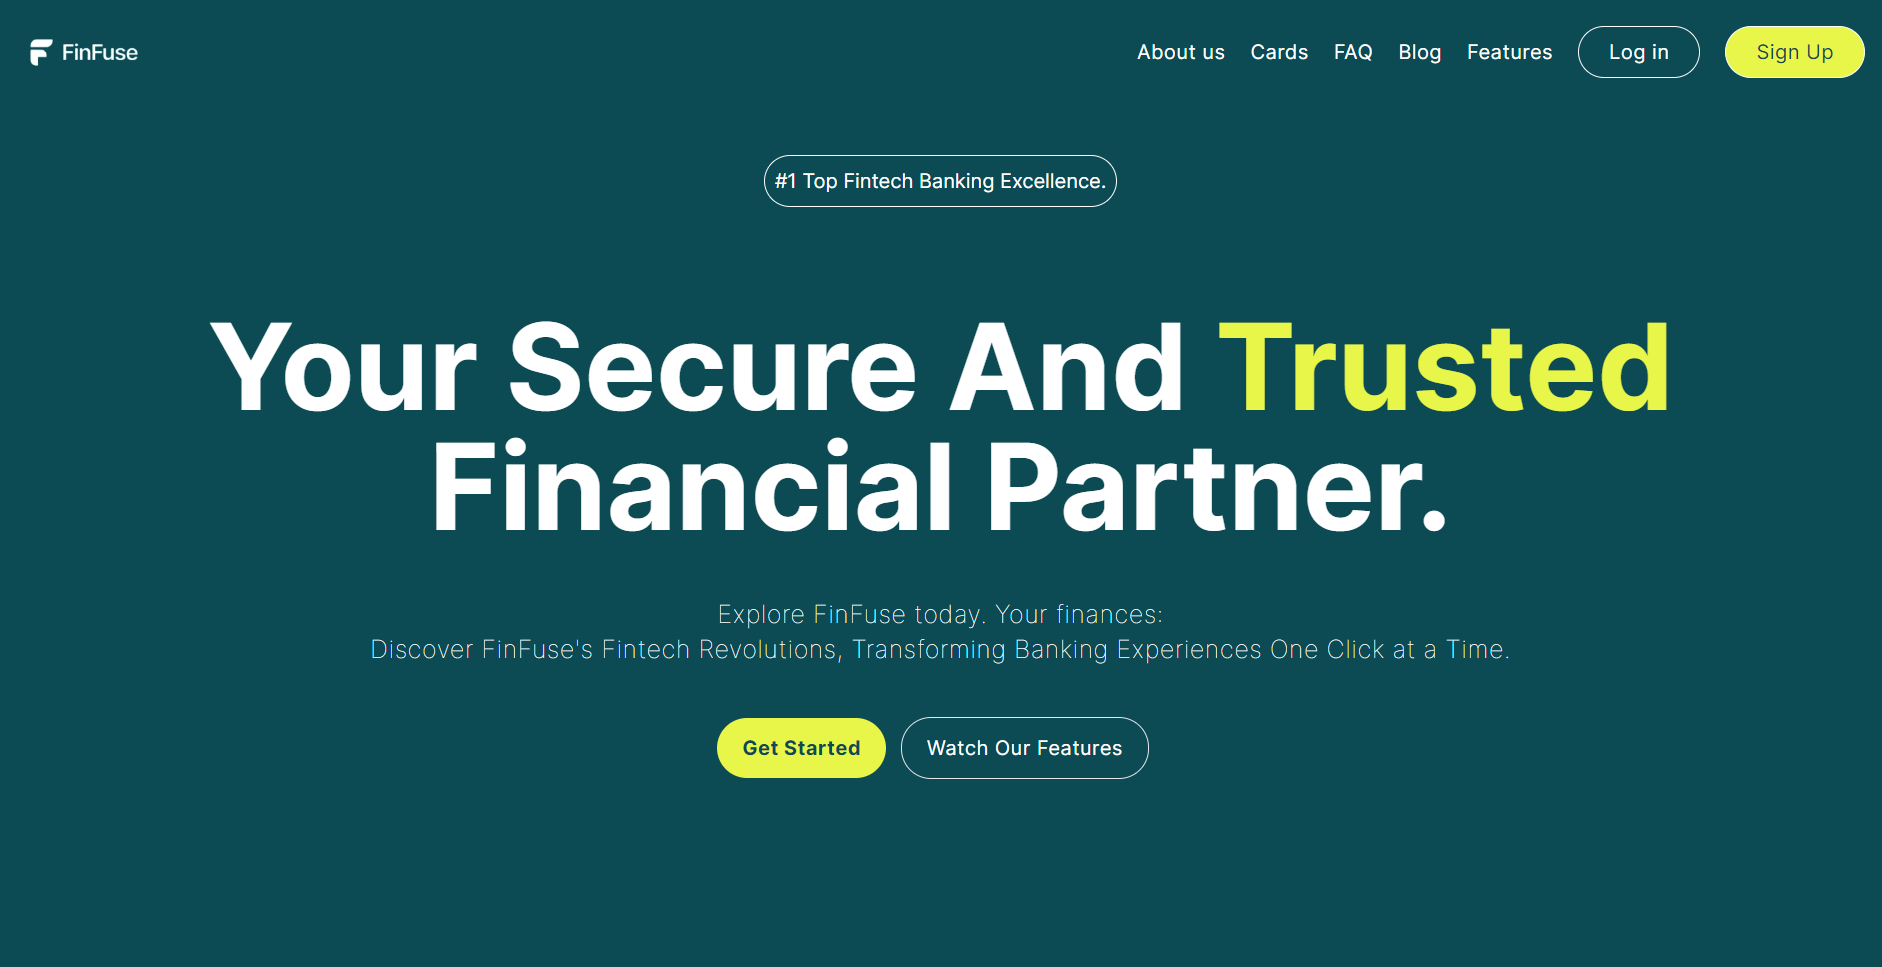 FinFuse
About us Cards FAQ Blog Features Log in Sign Up
#1 Top Fintech Banking Excellence.
Your Secure And Trusted
Financial Partner.
Explore FinFuse today. Your finances:
Discover FinFuse's Fintech Revolutions, Transforming Banking Experiences One Click at a Time.
Get Started Watch Our Features